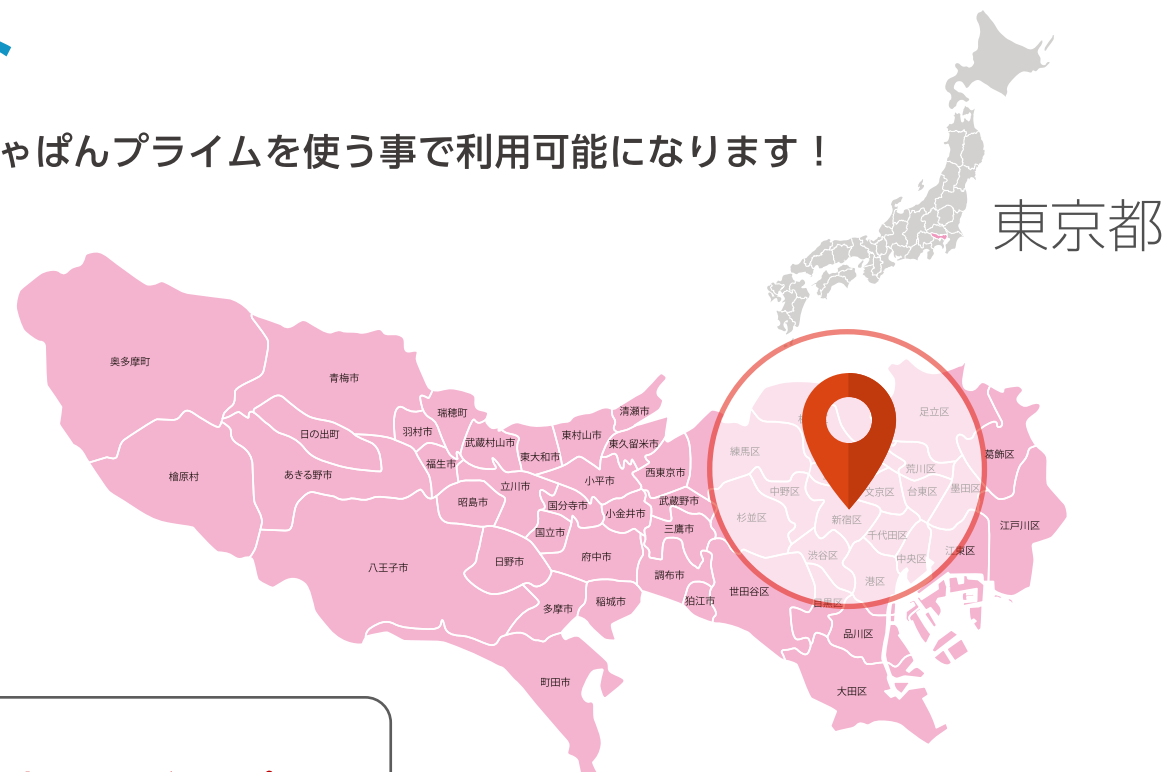 ゃぱんプライムを使う事で利用可能になります！
東京都
奥多摩町
青梅市
瑞穂町
清瀬市
足立区
羽村市
日の出町
武蔵村山市
東村山市
東久留米市
練馬区
葛飾区
東大和市
福生市
荒川区
檜原村
あきる野市
西東京市
小平市
立川市
中野区
文京区
台東区
墨田区
昭島市
国分寺市
武蔵野市
小金井市
杉並区
新宿区
三鷹市
江戸川区
国立市
千代田区
日野市
府中市
渋谷区
中央区
江東区
八王子市
調布市
港区
世田谷区
狛江市
多摩市
稲城市
目黒区
品川区
町田市
大田区